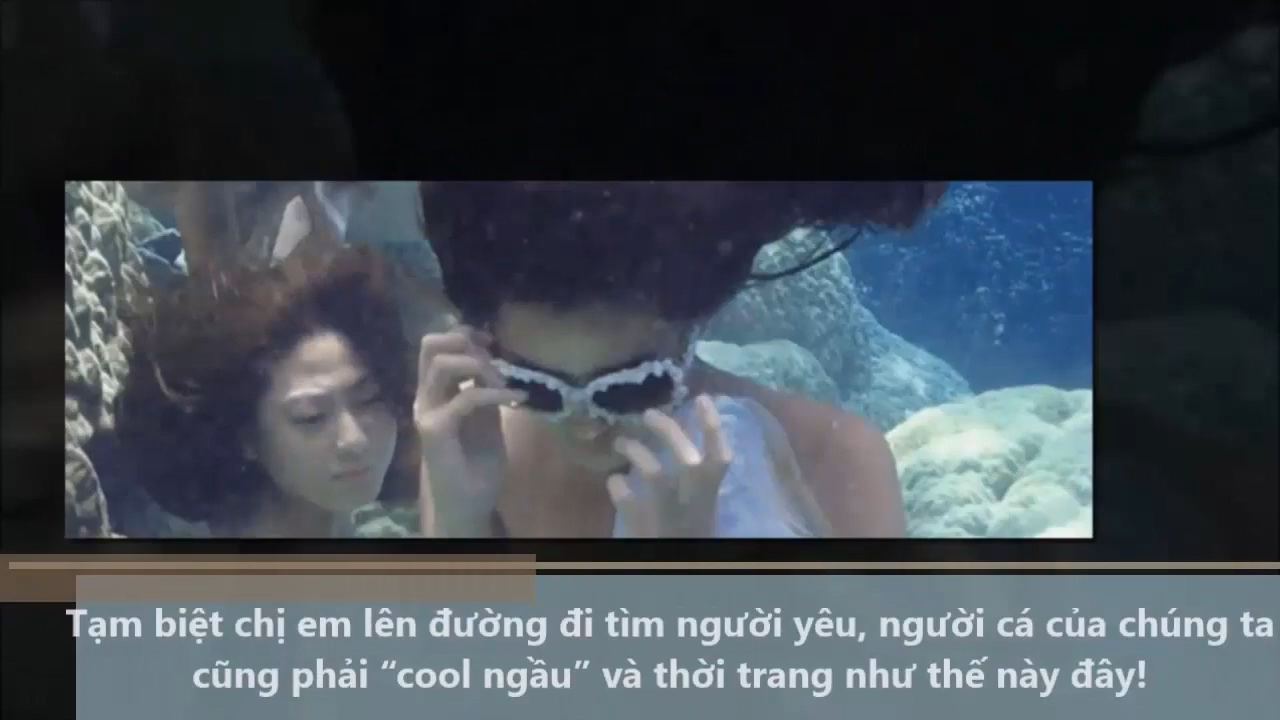 Tạm biệt chị em lên đường đi tìm người yêu, người cá của chúng ta
cũng phải “cool ngầu” và thời trang như thế này đây!